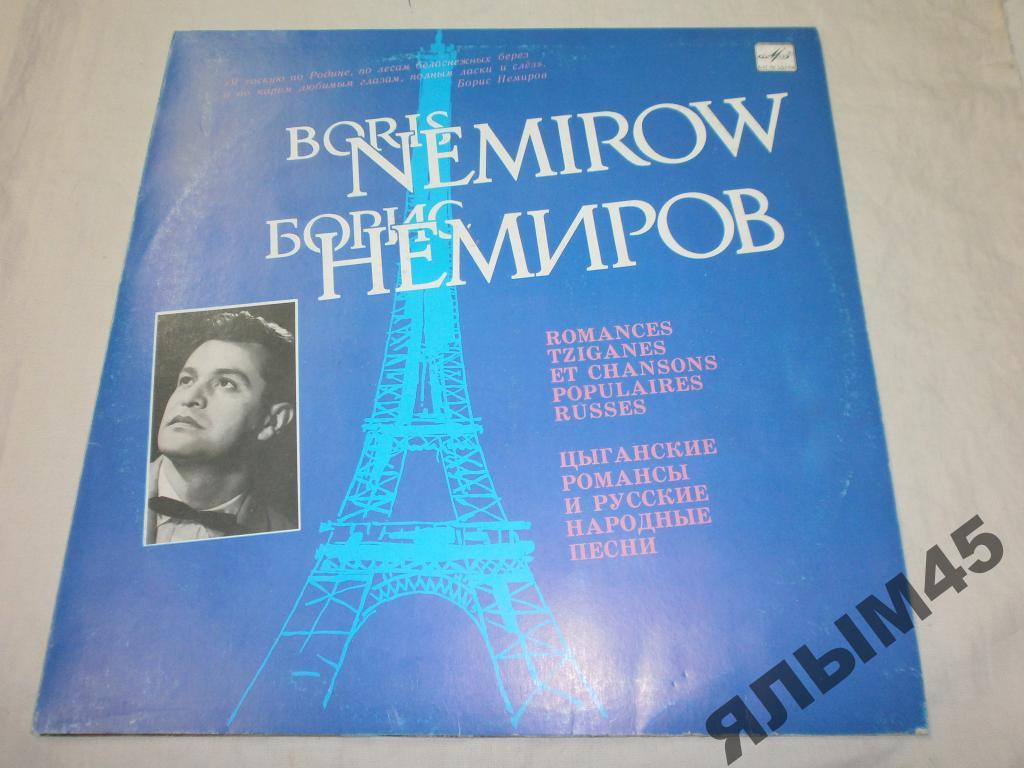 «Я тоскую по Родине, по лесам белоснежных берез
и по карим любимым глазам, полным ласки и слёз».
Борис Немиров
BORIS
NEMIROW
БОРИС
НЕМИРОВ
ROMANCES
TZIGANES
ET CHANSONS
POPULAIRES
RUSSES
ЦЫГАНСКИЕ
РОМАНСЫ
И РУССКИЕ
НАРОДНЫЕ
ПЕСНИ
ЯЛЫМ45